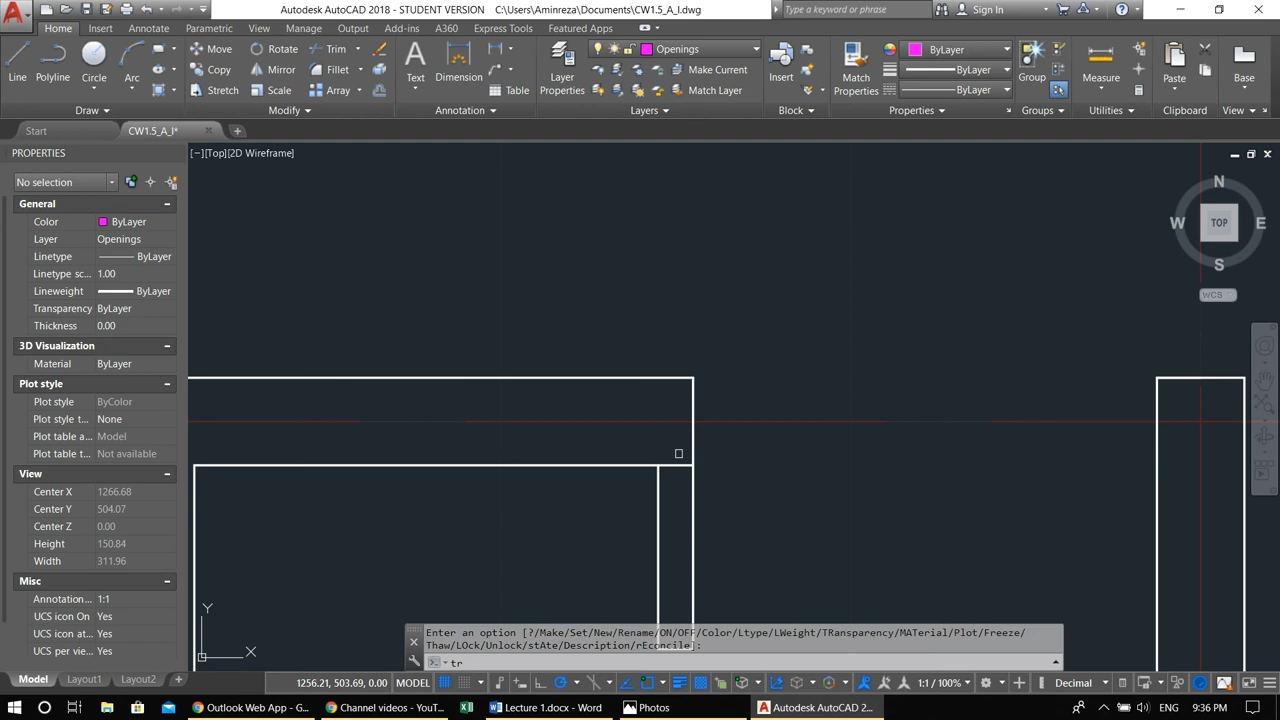 Autodesk AutoCAD 2018 - STUDENT VERSION C:\Users\Aminreza\Documents\CW1.5_A_I.dwg
Type a keyword or phrase
Sign In
Home Insert Annotate Parametric View Manage Output Add-ins A360 Express Tools Featured Apps
Line Polyline Circle Arc
Move Rotate Trim
Copy Mirror Fillet
Stretch Scale Array
Text Dimension Table
Layer Properties
Openings
Make Current
Match Layer
Insert
Match Properties
ByLayer
ByLayer
ByLayer
Group
Measure
Paste
Base
Draw Modify Annotation Layers Block Properties Groups Utilities Clipboard View
Start CW1.5_A_I*
PROPERTIES
[−][Top][2D Wireframe]
No selection
General
Color ByLayer
Layer Openings
Linetype ByLayer
Linetype sc... 1.00
Lineweight ByLayer
Transparency ByLayer
Thickness 0.00
3D Visualization
Material ByLayer
Plot style
Plot style ByColor
Plot style t... None
Plot table a... Model
Plot table t... Not available
View
Center X 1266.68
Center Y 504.07
Center Z 0.00
Height 150.84
Width 311.96
Misc
Annotation... 1:1
UCS icon On Yes
UCS icon at... Yes
UCS per vie... Yes
N
W TOP E
S
WCS
Y
X
Enter an option [?/Make/Set/New/Rename/ON/OFF/Color/Ltype/LWeight/TRansparency/MATerial/Plot/Freeze/
Thaw/LOck/Unlock/stAte/Description/rEconcile]:
tr
Model Layout1 Layout2
1256.21, 503.69, 0.00 MODEL
1:1 / 100%
Decimal
Outlook Web App - G...
Channel videos - YouT...
Lecture 1.docx - Word
Photos
Autodesk AutoCAD 2...
ENG 9:36 PM